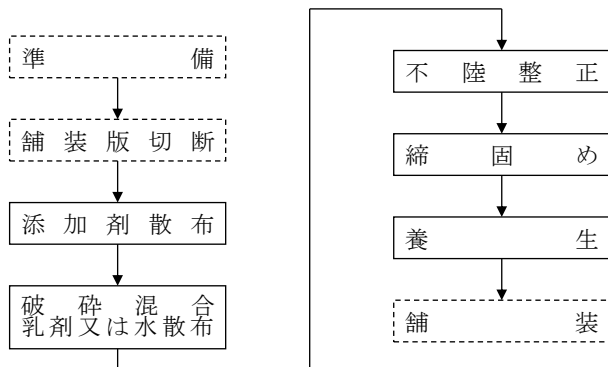 準備
舗装版切断
添加剤散布
破砕混合
乳剤又は水散布
不陸整正
締固め
養生
舗装